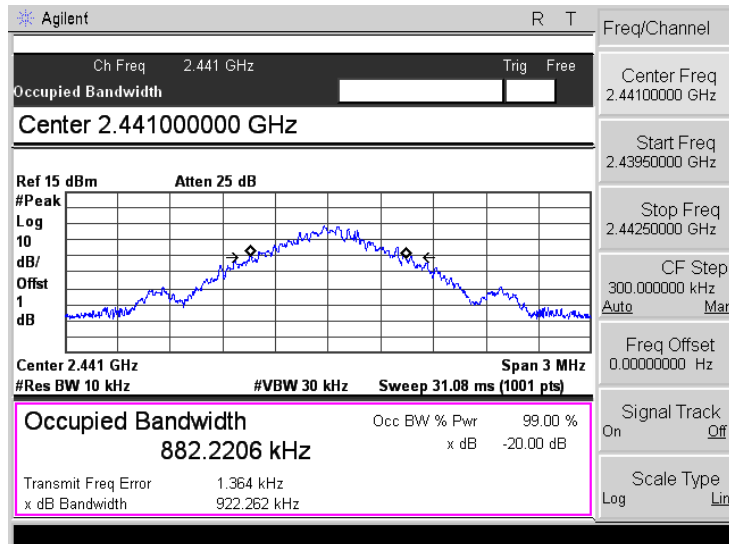 Agilent R T
Freq/Channel
Ch Freq 2.441 GHz Trig Free
Occupied Bandwidth
Center Freq
2.44100000 GHz
Center 2.441000000 GHz
Start Freq
2.43950000 GHz
Ref 15 dBm Atten 25 dB
#Peak
Log
10
dB/
Offst
1
dB
Stop Freq
2.44250000 GHz
CF Step
300.000000 kHz
Auto Man
Center 2.441 GHz Span 3 MHz
#Res BW 10 kHz #VBW 30 kHz Sweep 31.08 ms (1001 pts)
Freq Offset
0.00000000 Hz
Occupied Bandwidth Occ BW % Pwr 99.00 %
882.2206 kHz x dB -20.00 dB
Signal Track
On Off
Transmit Freq Error 1.364 kHz
x dB Bandwidth 922.262 kHz
Scale Type
Log Lin